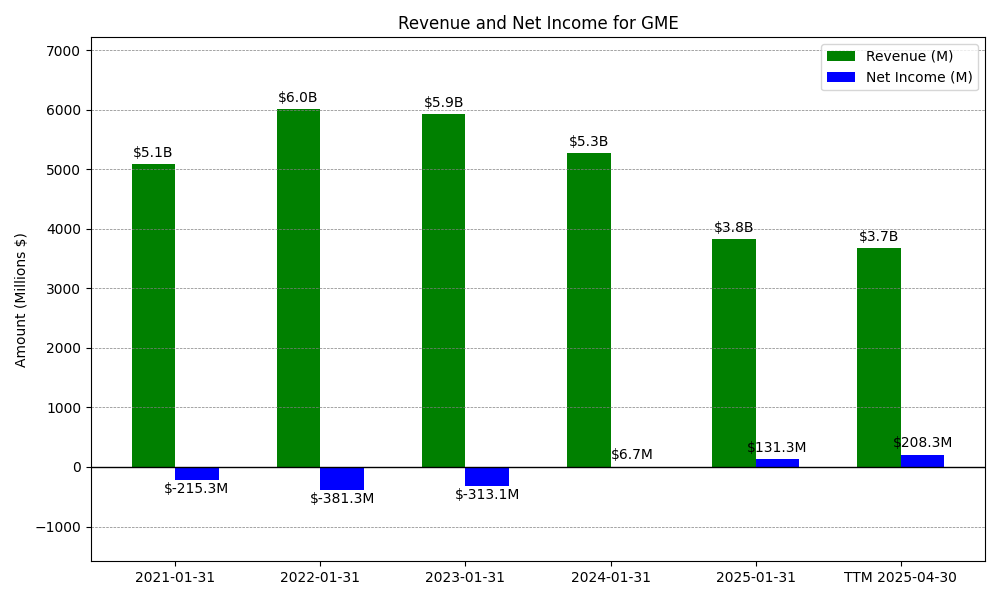 Revenue and Net Income for GME
Revenue (M)
Net Income (M)
Amount (Millions $)
7000
6000
5000
4000
3000
2000
1000
0
−1000
$5.1B
$6.0B
$5.9B
$5.3B
$3.8B
$3.7B
$-215.3M
$-381.3M
$-313.1M
$6.7M
$131.3M
$208.3M
2021-01-31
2022-01-31
2023-01-31
2024-01-31
2025-01-31
TTM 2025-04-30